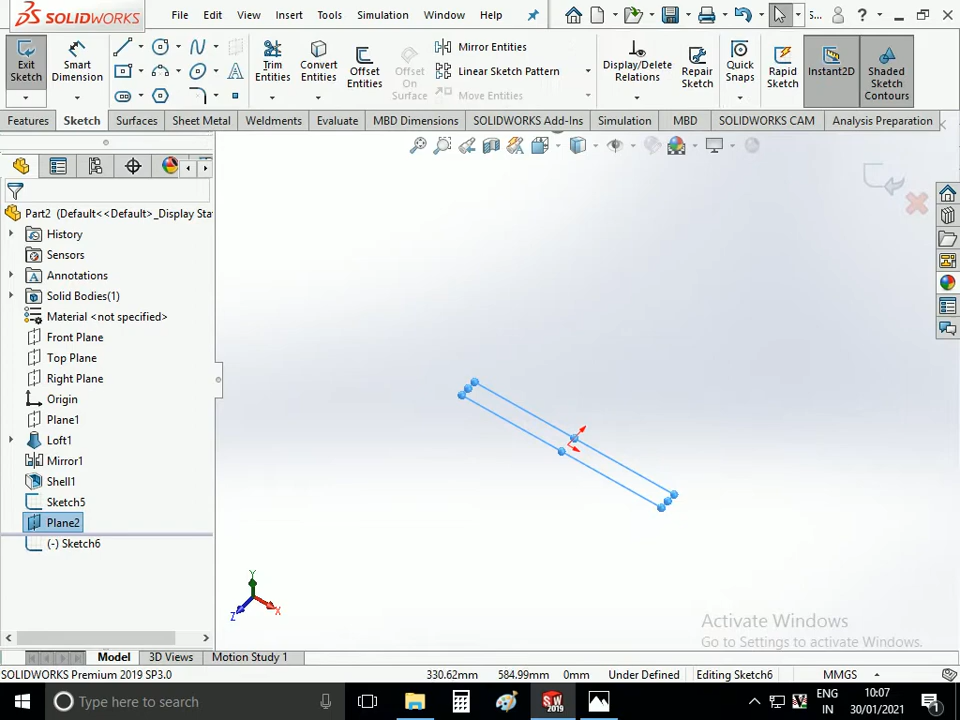 SOLIDWORKS
File Edit View Insert Tools Simulation Window Help
S...
Exit Sketch
Smart Dimension
Trim Entities
Convert Entities
Offset Entities
Offset On Surface
Mirror Entities
Linear Sketch Pattern
Move Entities
Display/Delete Relations
Repair Sketch
Quick Snaps
Rapid Sketch
Instant2D
Shaded Sketch Contours
Features Sketch Surfaces Sheet Metal Weldments Evaluate MBD Dimensions SOLIDWORKS Add-Ins Simulation MBD SOLIDWORKS CAM Analysis Preparation
Part2 (Default<<Default>_Display Sta
History
Sensors
Annotations
Solid Bodies(1)
Material <not specified>
Front Plane
Top Plane
Right Plane
Origin
Plane1
Loft1
Mirror1
Shell1
Sketch5
Plane2
(-) Sketch6
Y
Z
X
Activate Windows
Go to Settings to activate Windows.
Model 3D Views Motion Study 1
SOLIDWORKS Premium 2019 SP3.0 330.62mm 584.99mm 0mm Under Defined Editing Sketch6 MMGS
Type here to search
SW
2019
ENG
IN
10:07
30/01/2021
1